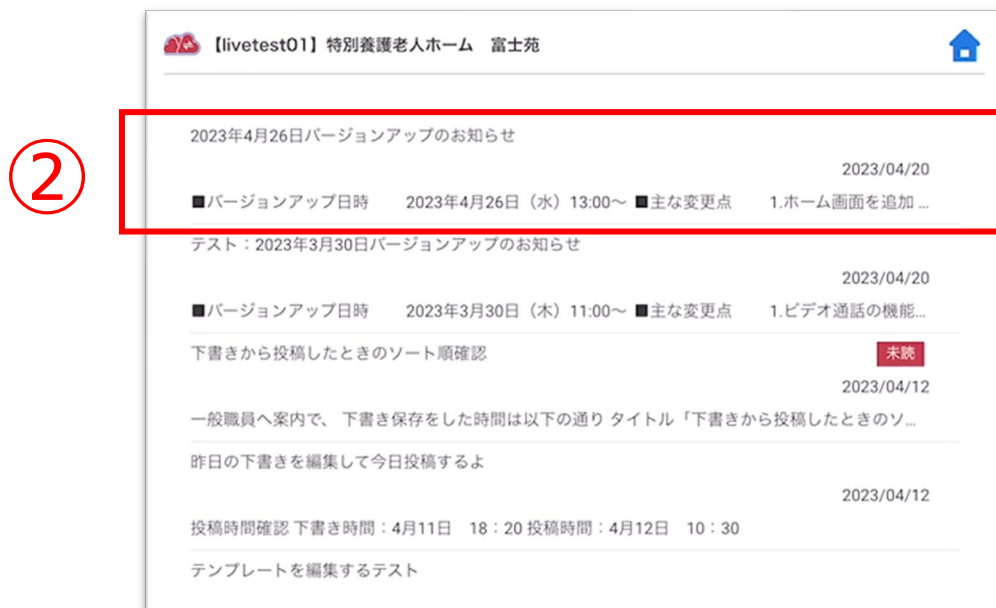 【livetest01】特別養護老人ホーム　富士苑
②
2023年4月26日バージョンアップのお知らせ
2023/04/20
■バージョンアップ日時　　2023年4月26日（水）13:00～ ■主な変更点　　1.ホーム画面を追加 ...
テスト：2023年3月30日バージョンアップのお知らせ
2023/04/20
■バージョンアップ日時　　2023年3月30日（木）11:00～ ■主な変更点　　1.ビデオ通話の機能...
下書きから投稿したときのソート順確認
未読
2023/04/12
一般職員へ案内で、 下書き保存をした時間は以下の通り タイトル「下書きから投稿したときのソ...
昨日の下書きを編集して今日投稿するよ
2023/04/12
投稿時間確認 下書き時間：4月11日　18：20 投稿時間：4月12日　10：30
テンプレートを編集するテスト